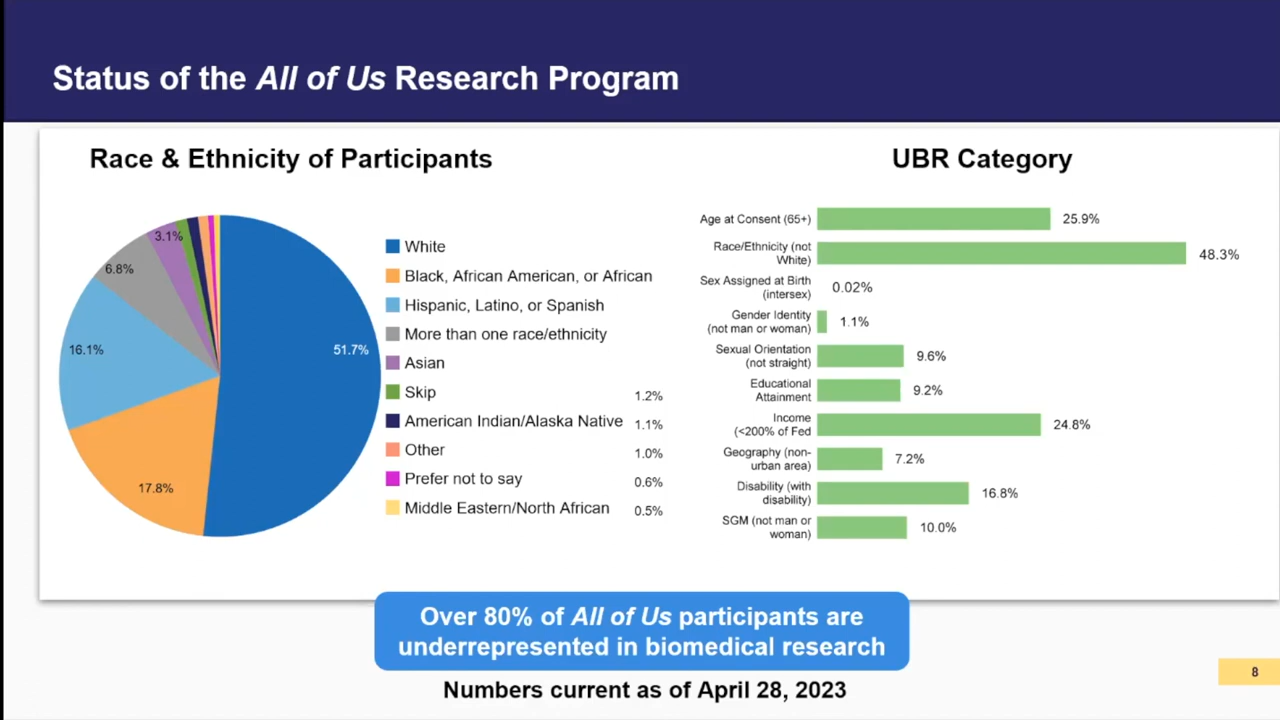 Status of the All of Us Research Program
Race & Ethnicity of Participants
51.7%
17.8%
16.1%
6.8%
3.1%
White
Black, African American, or African
Hispanic, Latino, or Spanish
More than one race/ethnicity
Asian
Skip 1.2%
American Indian/Alaska Native 1.1%
Other 1.0%
Prefer not to say 0.6%
Middle Eastern/North African 0.5%
UBR Category
Age at Consent (65+) 25.9%
Race/Ethnicity (not
White) 48.3%
Sex Assigned at Birth
(intersex) 0.02%
Gender Identity
(not man or woman) 1.1%
Sexual Orientation
(not straight) 9.6%
Educational
Attainment 9.2%
Income
(<200% of Fed 24.8%
Geography (non-
urban area) 7.2%
Disability (with
disability) 16.8%
SGM (not man or
woman) 10.0%
Over 80% of All of Us participants are
underrepresented in biomedical research
Numbers current as of April 28, 2023
8